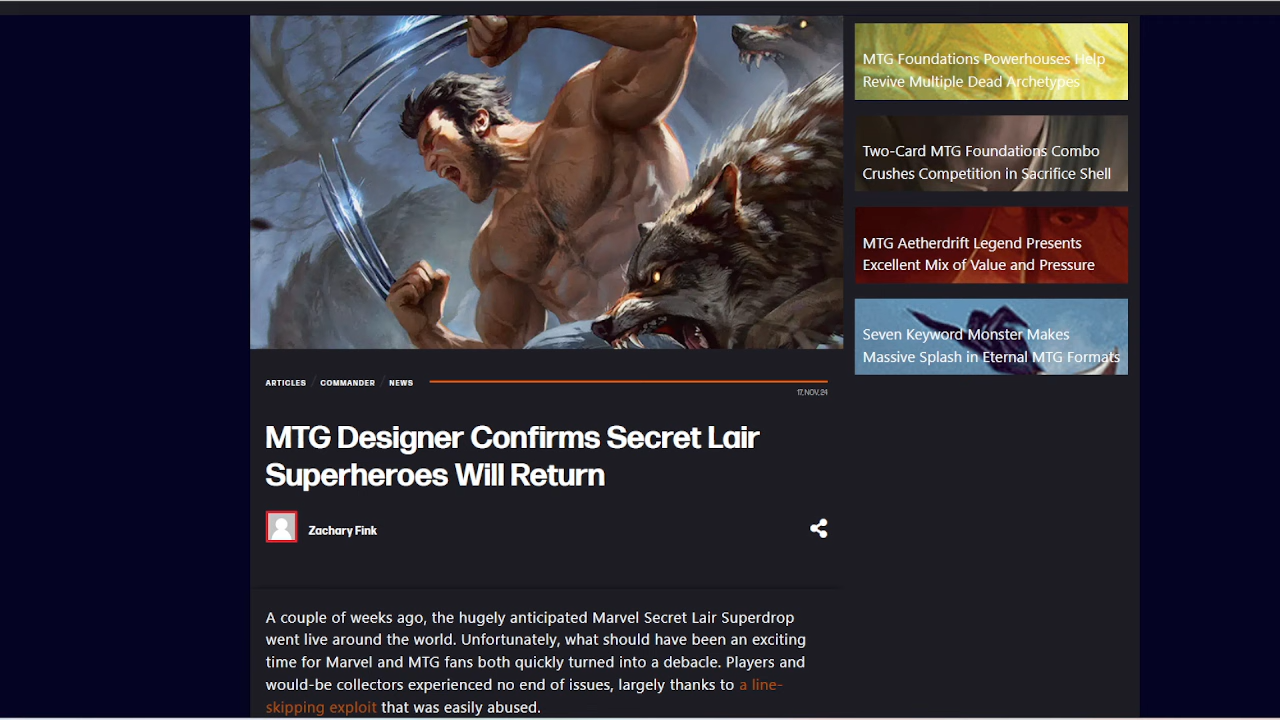 MTG Foundations Powerhouses Help
Revive Multiple Dead Archetypes
Two-Card MTG Foundations Combo
Crushes Competition in Sacrifice Shell
MTG Aetherdrift Legend Presents
Excellent Mix of Value and Pressure
Seven Keyword Monster Makes
Massive Splash in Eternal MTG Formats
ARTICLES / COMMANDER / NEWS
17.NOV.24
MTG Designer Confirms Secret Lair
Superheroes Will Return
Zachary Fink
A couple of weeks ago, the hugely anticipated Marvel Secret Lair Superdrop
went live around the world. Unfortunately, what should have been an exciting
time for Marvel and MTG fans both quickly turned into a debacle. Players and
would-be collectors experienced no end of issues, largely thanks to a line-
skipping exploit that was easily abused.